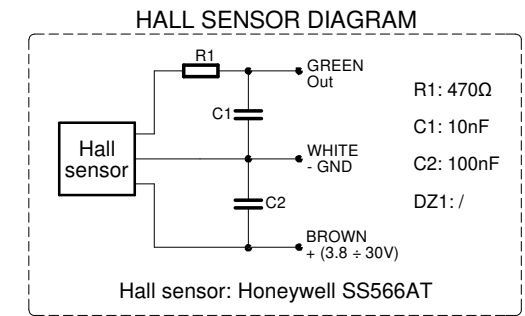 HALL SENSOR DIAGRAM
R1
GREEN
Out
C1
Hall
sensor
WHITE
- GND
C2
BROWN
+ (3.8 ÷ 30V)
R1: 470Ω
C1: 10nF
C2: 100nF
DZ1: /
Hall sensor: Honeywell SS566AT